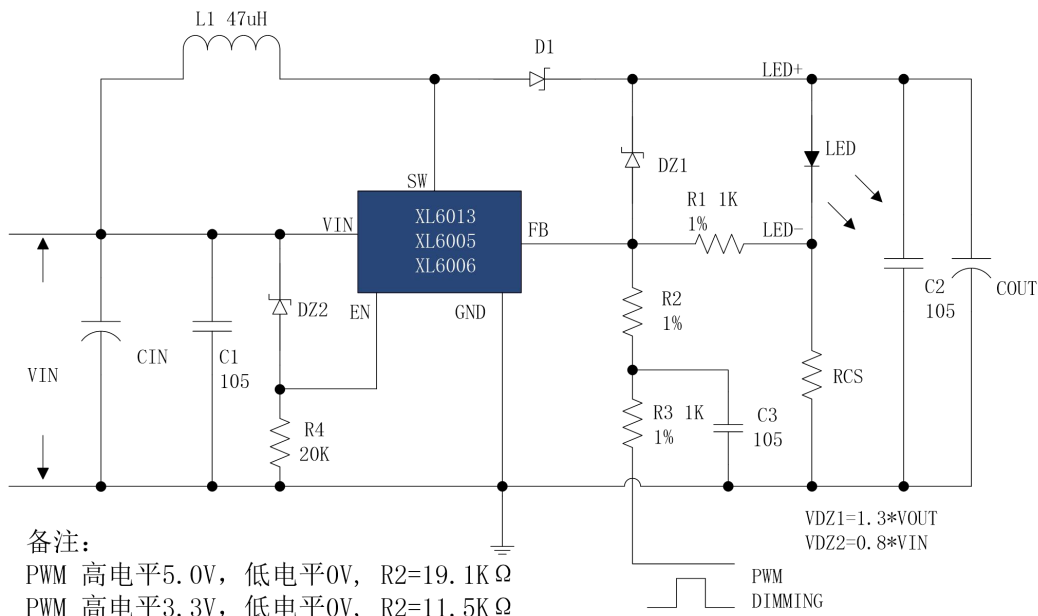 L1 47uH
D1
LED+
LED
DZ1
SW
R1 1K
1%
VIN
XL6013
XL6005
XL6006
FB
LED-
C2
105
COUT
R2
1%
DZ2
EN
GND
VIN
CIN
C1
105
RCS
R4
20K
R3 1K
1%
C3
105
VDZ1=1.3*VOUT
VDZ2=0.8*VIN
备注:
PWM 高电平5.0V, 低电平0V, R2=19.1KΩ
PWM 高电平3.3V, 低电平0V, R2=11.5KΩ
PWM
DIMMING